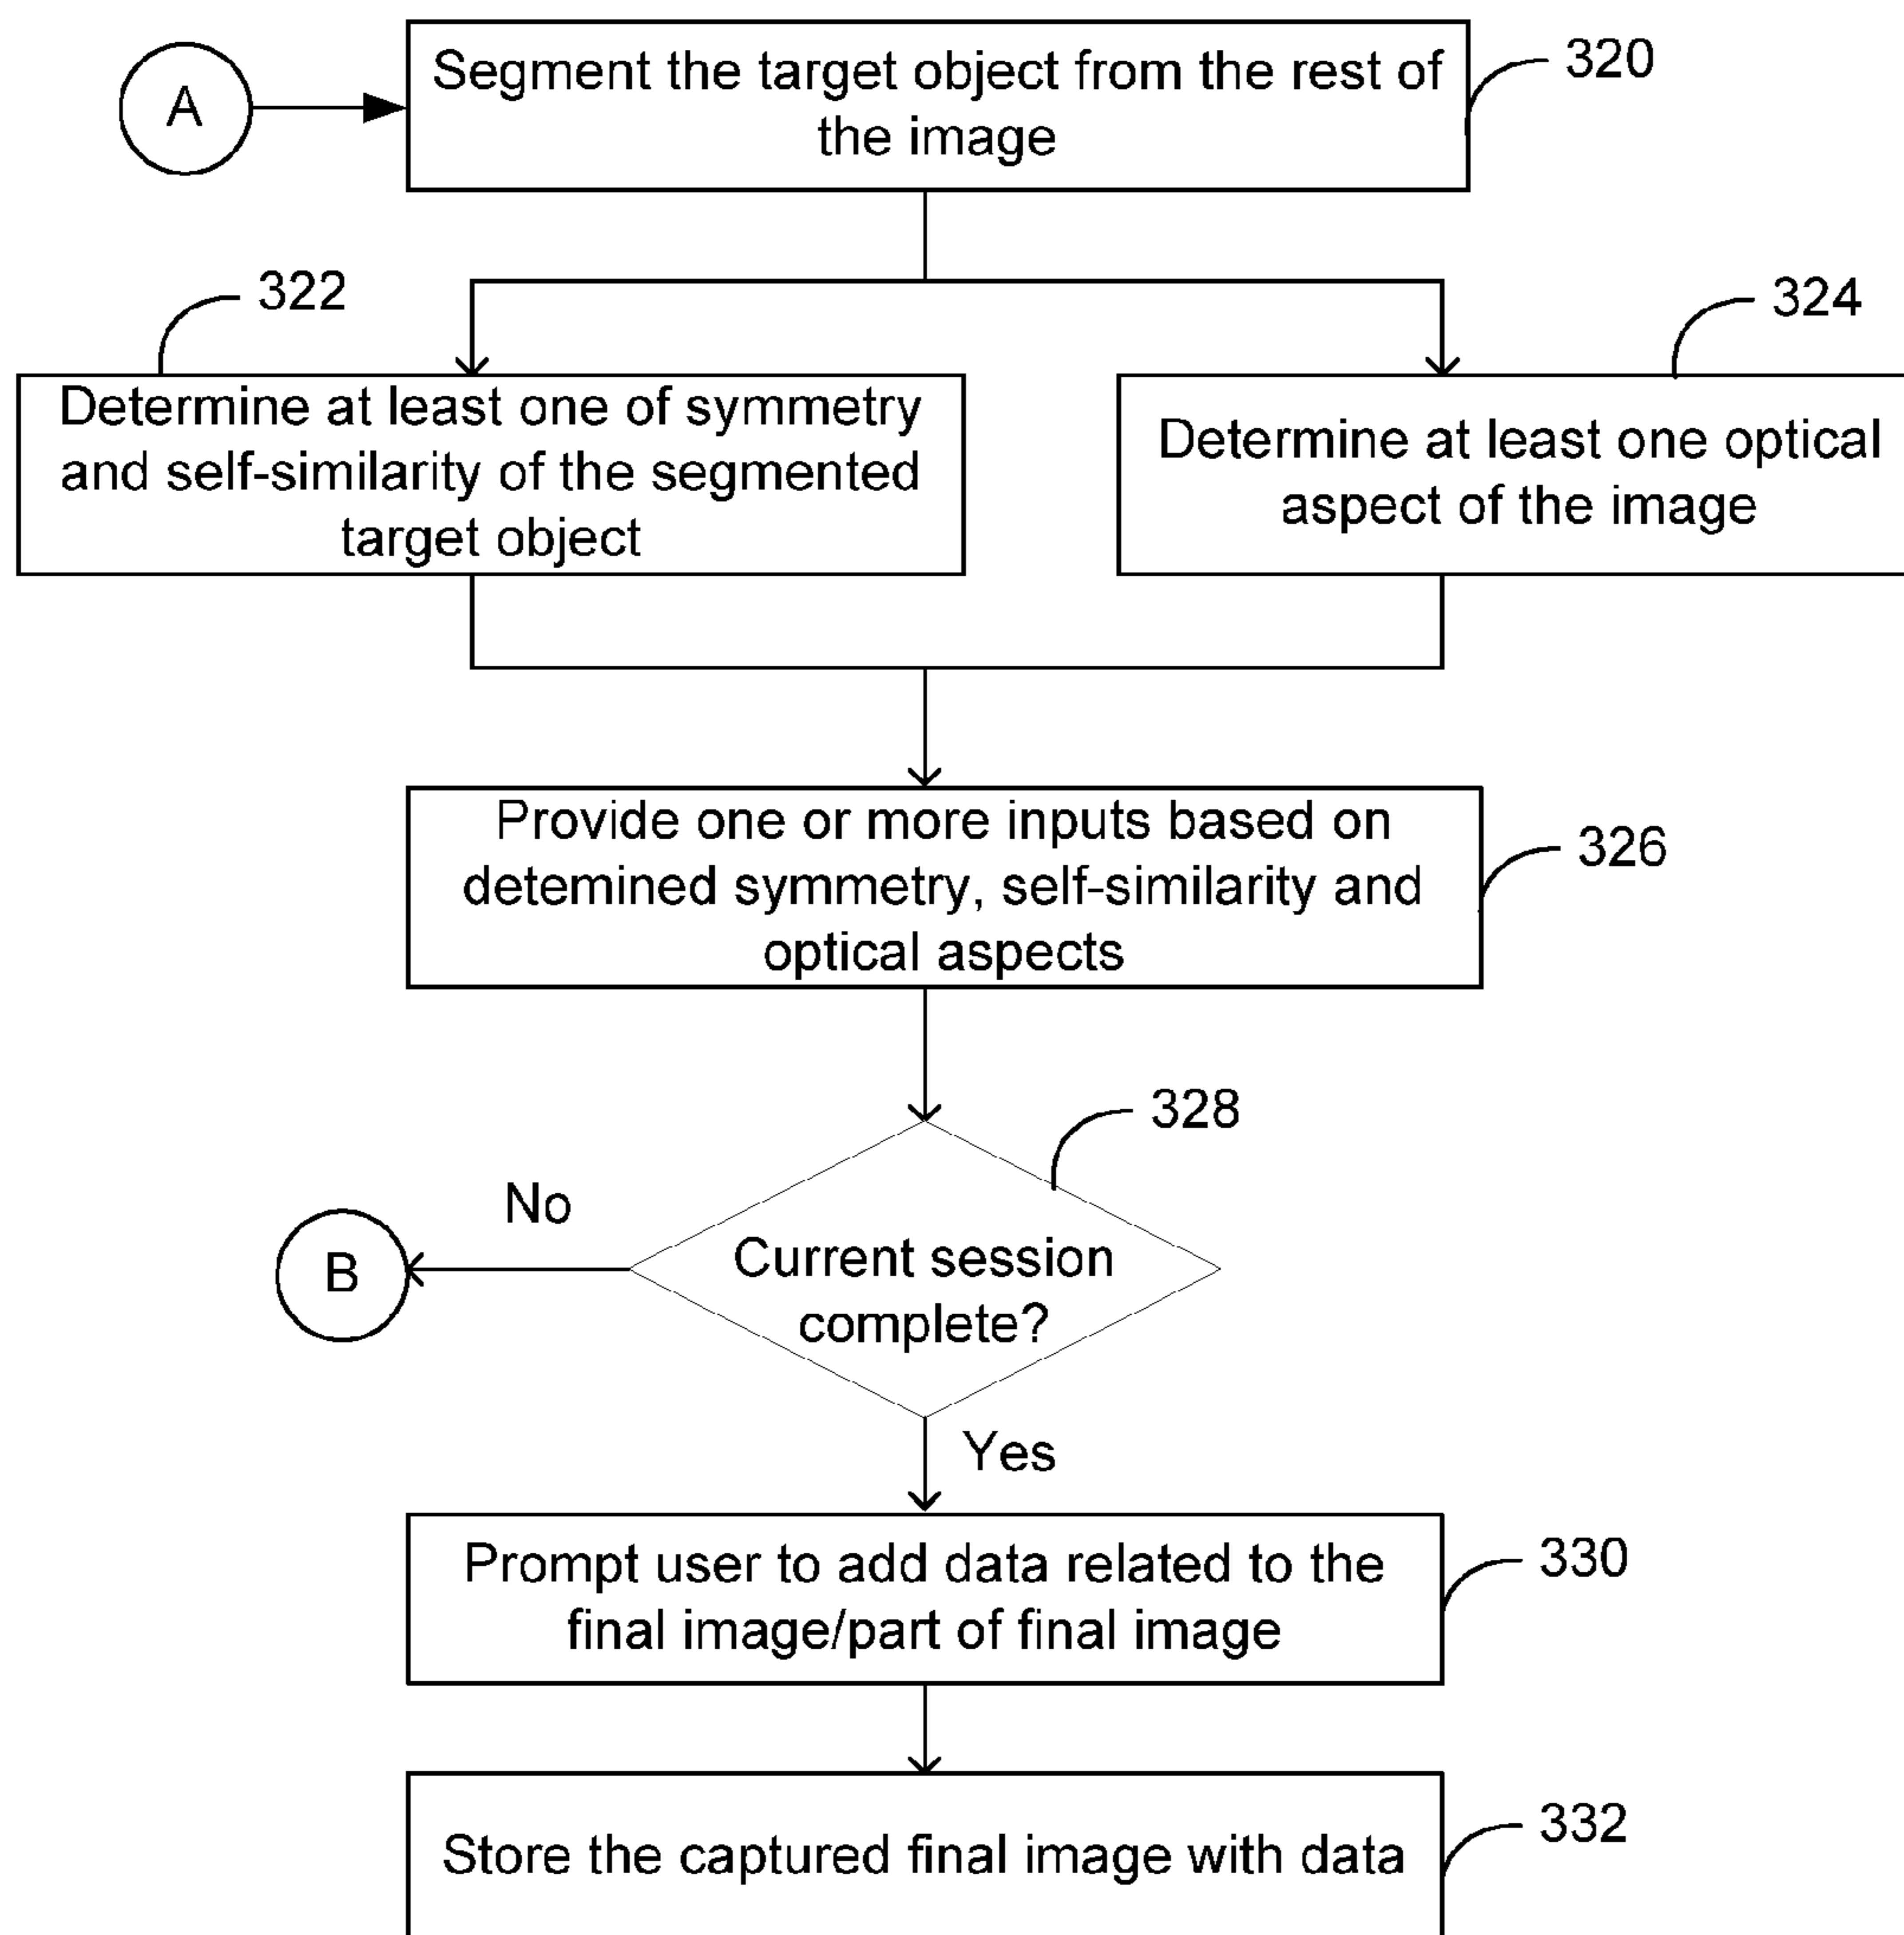 A
Segment the target object from the rest of
the image
320
322
324
Determine at least one of symmetry
and self-similarity of the segmented
target object
Determine at least one optical
aspect of the image
Provide one or more inputs based on
detemined symmetry, self-similarity and
optical aspects
326
328
No
B
Current session
complete?
Yes
Prompt user to add data related to the
final image/part of final image
330
Store the captured final image with data
332